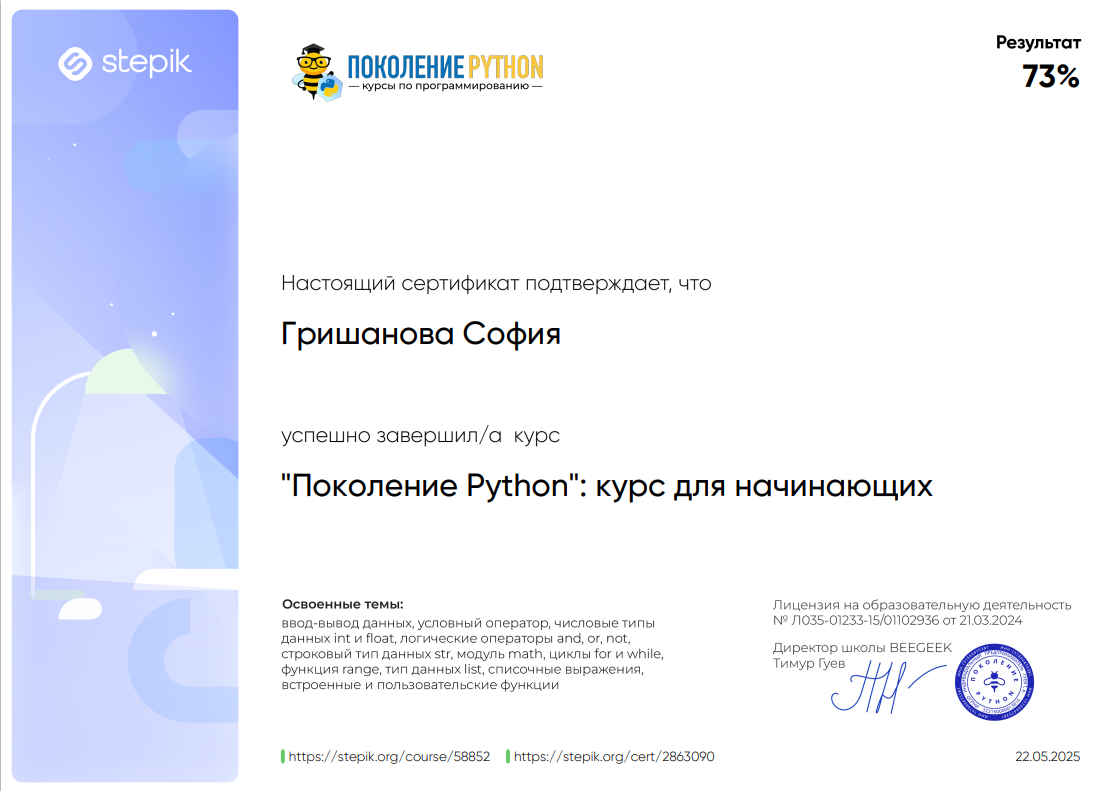 stepik
ПОКОЛЕНИЕ PYTHON
— курсы по программированию —
Результат
73%
Настоящий сертификат подтверждает, что
Гришанова София
успешно завершил/а курс
"Поколение Python": курс для начинающих
Освоенные темы:
ввод-вывод данных, условный оператор, числовые типы
данных int и float, логические операторы and, or, not,
строковый тип данных str, модуль math, циклы for и while,
функция range, тип данных list, списочные выражения,
встроенные и пользовательские функции
Лицензия на образовательную деятельность
№ Л035-01233-15/01102936 от 21.03.2024
Директор школы BEEGEEK
Тимур Гуев
ПОКОЛЕНИЕ
PYTHON
https://stepik.org/course/58852
https://stepik.org/cert/2863090
22.05.2025